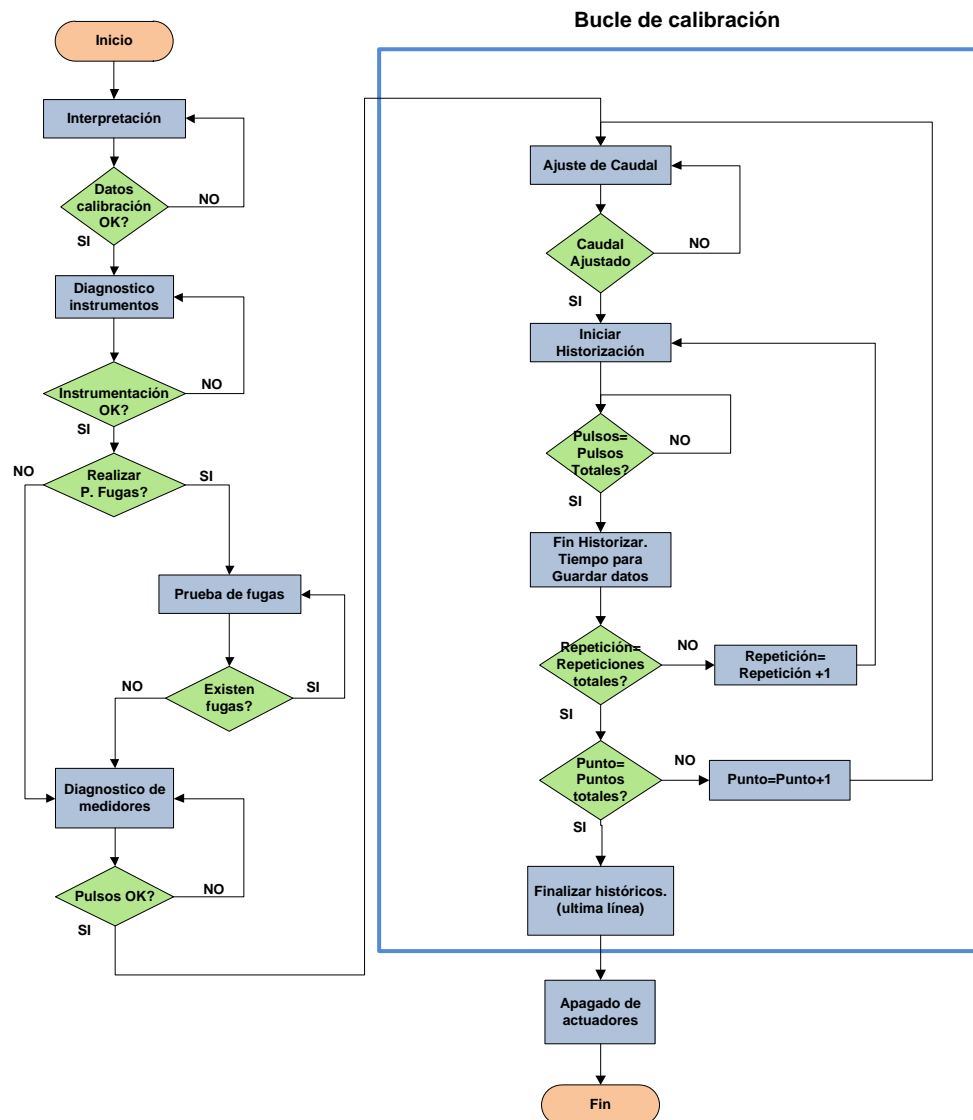 Bucle de calibración
Inicio
Interpretación
Datos
calibración
OK?
NO
SI
Diagnostico
instrumentos
Instrumentación
OK?
NO
SI
Realizar
P. Fugas?
NO
SI
Prueba de fugas
Existen
fugas?
NO
SI
Diagnostico de
medidores
Pulsos OK?
NO
SI
Ajuste de Caudal
Caudal
Ajustado
NO
SI
Iniciar
Historización
Pulsos=
Pulsos
Totales?
NO
SI
Fin Historizar.
Tiempo para
Guardar datos
Repetición=
Repeticiones
totales?
NO
Repetición=
Repetición +1
SI
Punto=
Puntos
totales?
NO
Punto=Punto+1
SI
Finalizar históricos.
(ultima línea)
Apagado de
actuadores
Fin